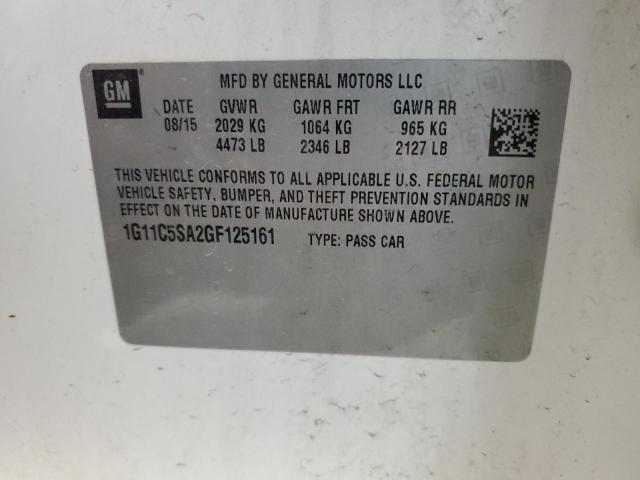 GM
MFD BY GENERAL MOTORS LLC
DATE GVWR GAWR FRT GAWR RR
08/15 2029 KG 1064 KG 965 KG
4473 LB 2346 LB 2127 LB
THIS VEHICLE CONFORMS TO ALL APPLICABLE U.S. FEDERAL MOTOR
VEHICLE SAFETY, BUMPER, AND THEFT PREVENTION STANDARDS IN
EFFECT ON THE DATE OF MANUFACTURE SHOWN ABOVE.
1G11C5SA2GF125161 TYPE: PASS CAR